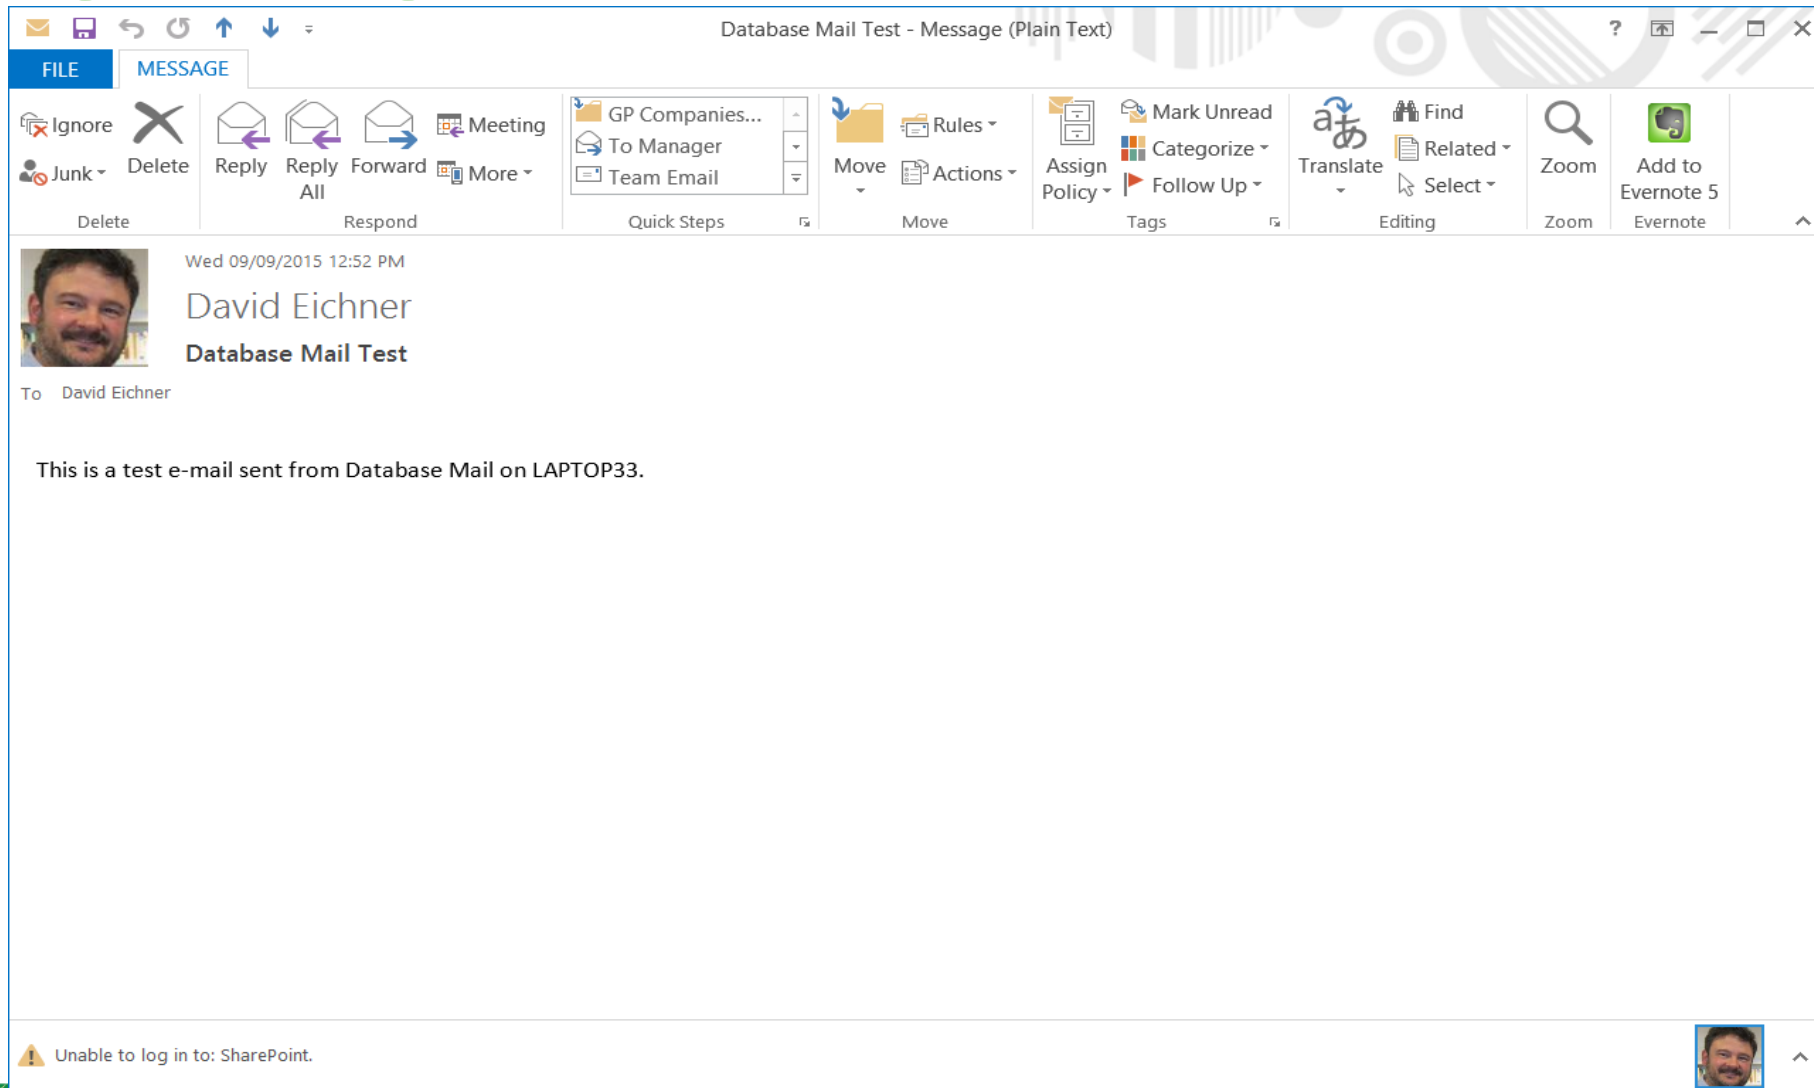 Database Mail Test - Message (Plain Text)
?
FILE MESSAGE
Ignore
Junk
Delete
Delete
Reply
Reply All
Forward
Meeting
More
Respond
GP Companies...
To Manager
Team Email
Quick Steps
Move
Rules
Actions
Move
Assign Policy
Mark Unread
Categorize
Follow Up
Tags
Translate
Find
Related
Select
Editing
Zoom
Zoom
Add to Evernote 5
Evernote
Wed 09/09/2015 12:52 PM
David Eichner
Database Mail Test
To David Eichner
This is a test e-mail sent from Database Mail on LAPTOP33.
Unable to log in to: SharePoint.